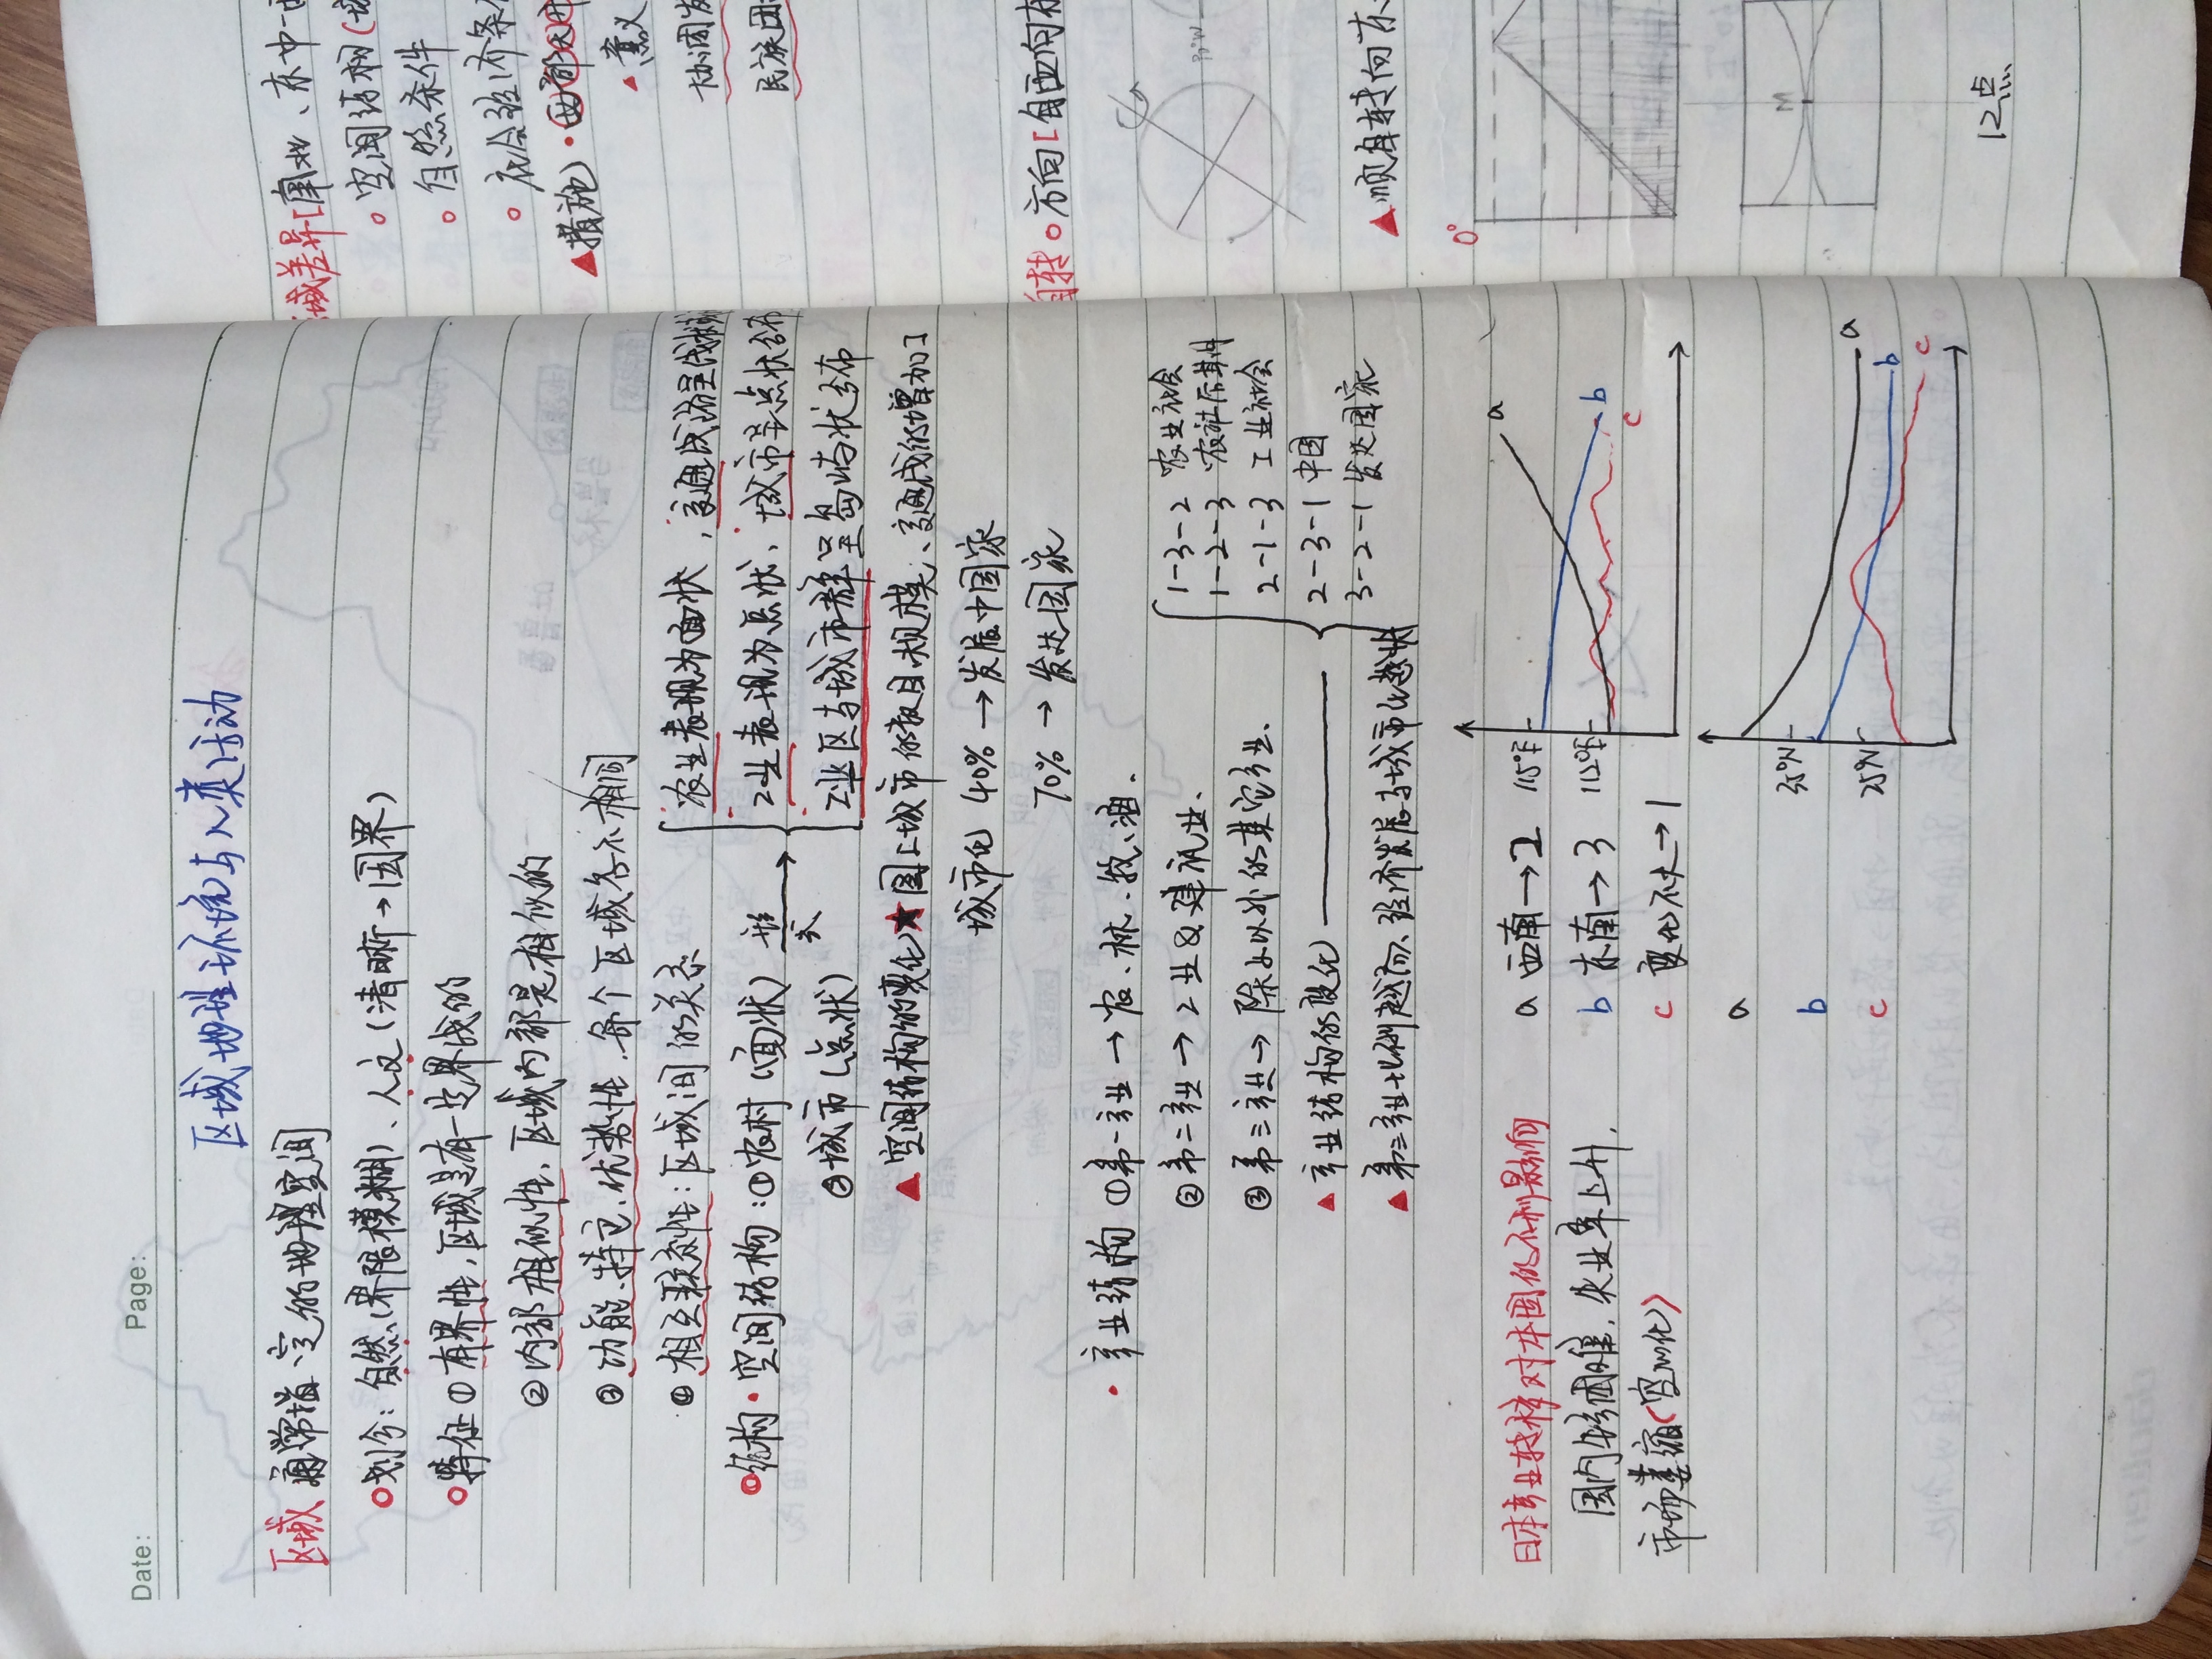 Date: Page:
区域地理环境与人类活动
区域 通常指一定的地理空间
划分：自然（界限模糊）、人文（清晰→国界）
特征 ① 有界性，区域是有一定界线的
② 内部相似性，区域内部是相似的
③ 功能、特色、优势性，每个区域各不相同
④ 相互联系性：区域间的关系
结构·空间结构：①农村（面状） 形式→
②城市（点状）
农业表现为面状，交通线路呈线状
工业表现为点状，城市呈点状分布
工业区与城市群呈岛屿状分布
▲ 空间结构的变化★图上城市的数目、规模、交通线的增加了
城市化 40% → 发展中国家
70% → 发达国家
· 产业结构 ①第一产业 → 农、林、牧、渔、
②第二产业 → 工业&建筑业、
③第三产业 → 除此以外的其它产业、
▲ 产业结构的变化
1-3-2 农业社会
1-2-3 农社后期
2-1-3 工业社会
2-3-1 中国
3-2-1 发达国家
▲ 第三产业比例越高、经济发展与城市化越快
日本产业转移对本国的不利影响
国内 困难，失业率上升，
市场萎缩（空心化）
a 西南→2
b 东南→3
c 变化不大→1
115°E
112°E
a
b
c
a
b
c
35°N
25°N
a
b
c
域差异[南北、东中
空间结构
自然条件
社会经济条
▲措施·西部大开
▲意义
协调发
民族团
自转 方向[自西向东
▲顺自转向东
0°
M
12点